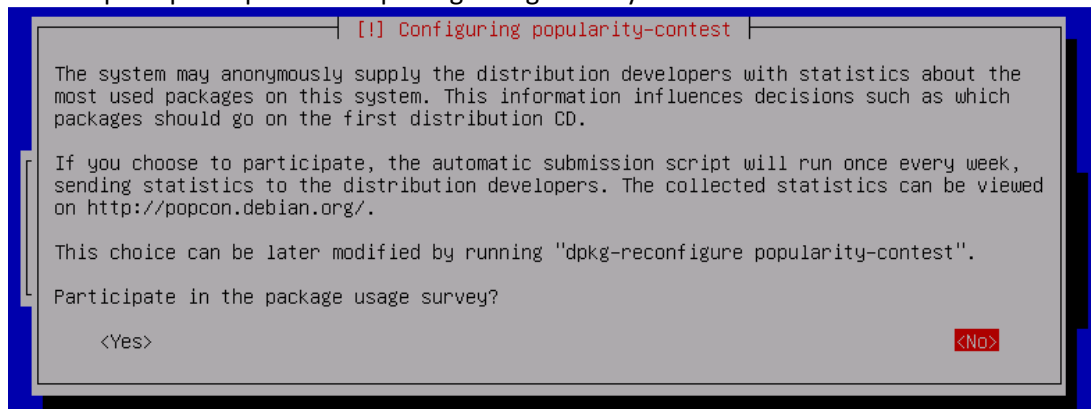 [!] Configuring popularity-contest
The system may anonymously supply the distribution developers with statistics about the
most used packages on this system. This information influences decisions such as which
packages should go on the first distribution CD.
If you choose to participate, the automatic submission script will run once every week,
sending statistics to the distribution developers. The collected statistics can be viewed
on http://popcon.debian.org/.
This choice can be later modified by running "dpkg-reconfigure popularity-contest".
Participate in the package usage survey?
<Yes> <No>